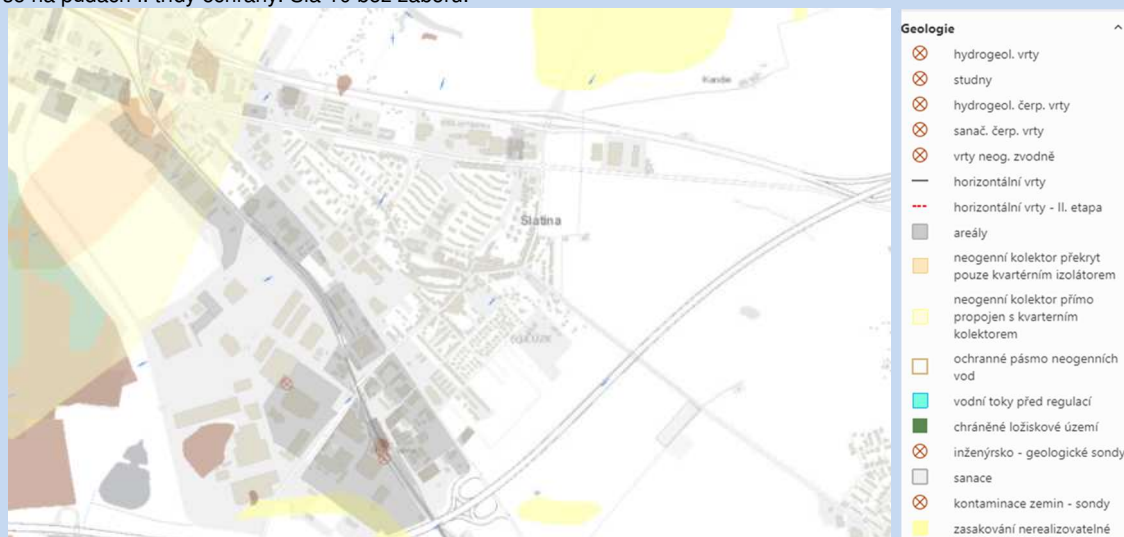 Geologie
hydrogeol. vrty
studny
hydrogeol. čerp. vrty
sanač. čerp. vrty
vrty neog. zvodně
horizontální vrty
horizontální vrty - II. etapa
areály
neogenní kolektor překryt
pouze kvartérním izolátorem
neogenní kolektor přímo
propojen s kvarterním
kolektorem
ochranné pásmo neogenních
vod
vodní toky před regulací
chráněné ložiskové území
inženýrsko - geologické sondy
sanace
kontaminace zemin - sondy
zasakování nerealizovatelné
Kandie
Slatina